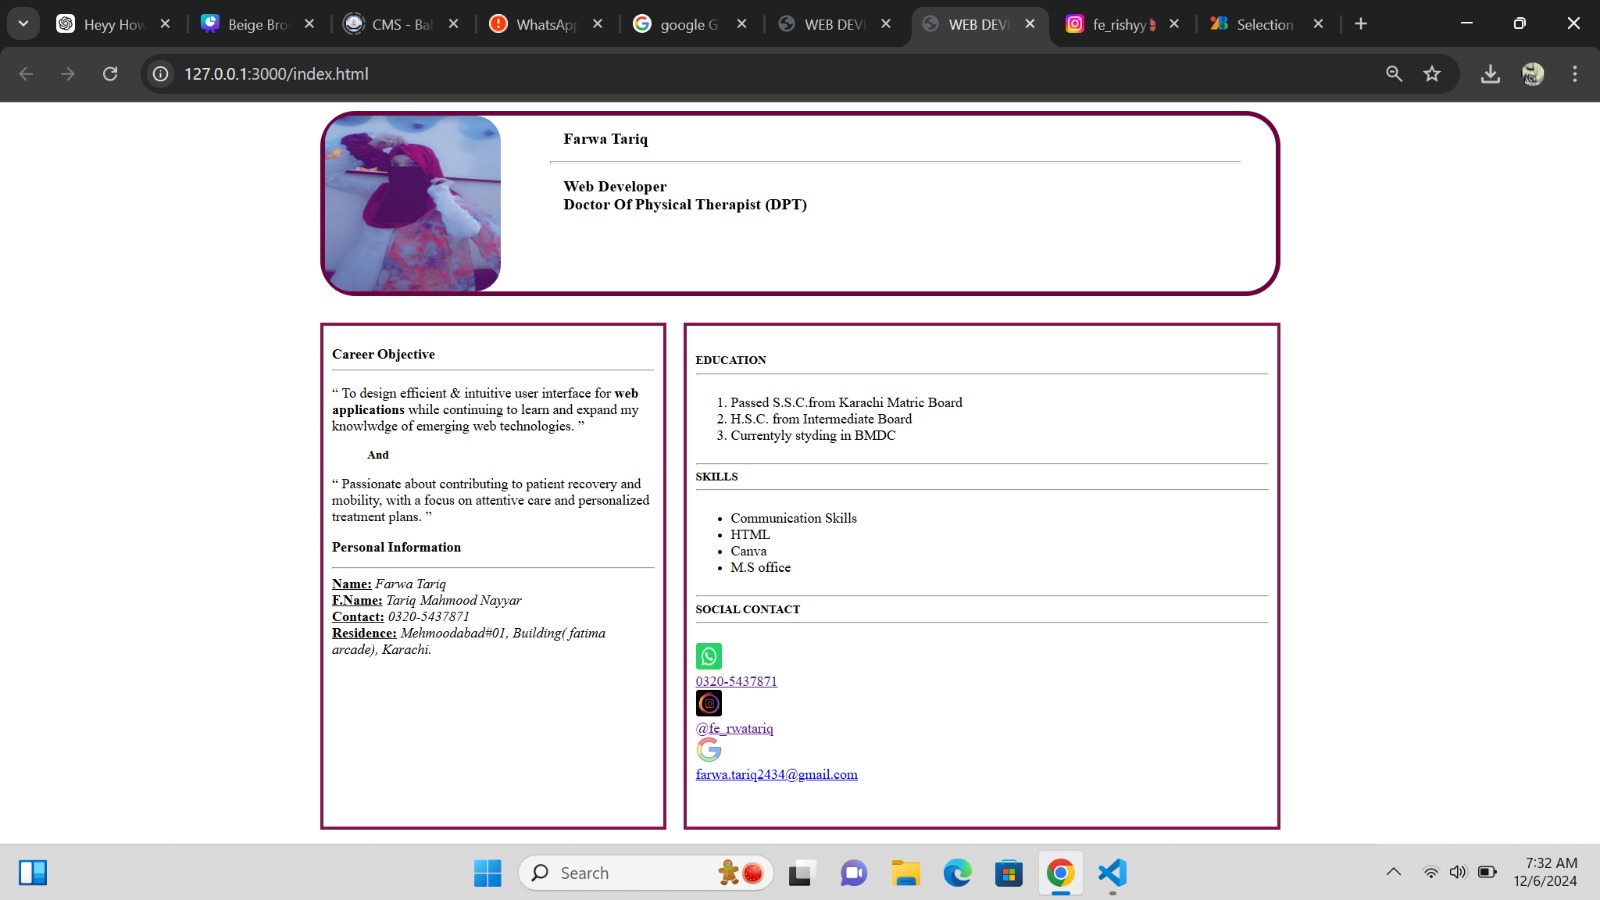 Heyy How
Beige Bro
CMS - Bal
WhatsApp
google G
WEB DEVE
WEB DEVE
fe_rishyy
Selection
127.0.0.1:3000/index.html
Farwa Tariq
Web Developer
Doctor Of Physical Therapist (DPT)
Career Objective
“ To design efficient & intuitive user interface for web
applications while continuing to learn and expand my
knowlwdge of emerging web technologies. ”
And
“ Passionate about contributing to patient recovery and
mobility, with a focus on attentive care and personalized
treatment plans. ”
Personal Information
Name: Farwa Tariq
F.Name: Tariq Mahmood Nayyar
Contact: 0320-5437871
Residence: Mehmoodabad#01, Building( fatima
arcade), Karachi.
EDUCATION
1. Passed S.S.C.from Karachi Matric Board
2. H.S.C. from Intermediate Board
3. Currentyly styding in BMDC
SKILLS
• Communication Skills
• HTML
• Canva
• M.S office
SOCIAL CONTACT
0320-5437871
@fe_rwatariq
farwa.tariq2434@gmail.com
Search
7:32 AM
12/6/2024